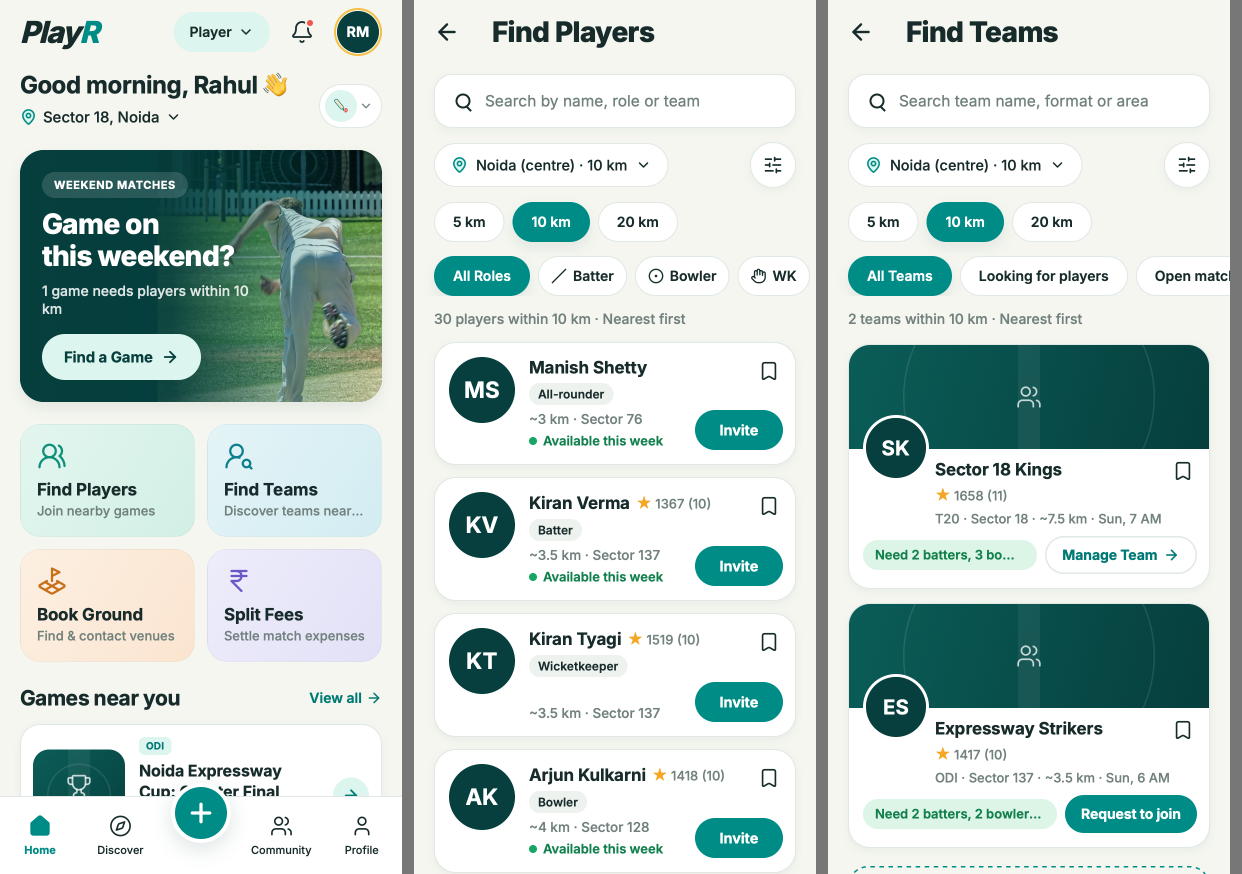 PlayR
Player
RM
Good morning, Rahul 👋
Sector 18, Noida
WEEKEND MATCHES
Game on
this weekend?
1 game needs players within 10
km
Find a Game →
Find Players
Join nearby games
Find Teams
Discover teams near...
Book Ground
Find & contact venues
₹
Split Fees
Settle match expenses
Games near you
View all →
ODI
Noida Expressway
Final
Home
Discover
+
Community
Profile
← Find Players
Search by name, role or team
Noida (centre) · 10 km
5 km
10 km
20 km
All Roles
Batter
Bowler
WK
30 players within 10 km · Nearest first
MS
Manish Shetty
All-rounder
~3 km · Sector 76
Available this week
Invite
KV
Kiran Verma ★ 1367 (10)
Batter
~3.5 km · Sector 137
Available this week
Invite
KT
Kiran Tyagi ★ 1519 (10)
Wicketkeeper
~3.5 km · Sector 137
Invite
AK
Arjun Kulkarni ★ 1418 (10)
Bowler
~4 km · Sector 128
Available this week
Invite
← Find Teams
Search team name, format or area
Noida (centre) · 10 km
5 km
10 km
20 km
All Teams
Looking for players
Open
2 teams within 10 km · Nearest first
SK
Sector 18 Kings
★ 1658 (11)
T20 · Sector 18 · ~7.5 km · Sun, 7 AM
Need 2 batters, 3 bo...
Manage Team →
ES
Expressway Strikers
★ 1417 (10)
ODI · Sector 137 · ~3.5 km · Sun, 6 AM
Need 2 batters, 2 bowler...
Request to join